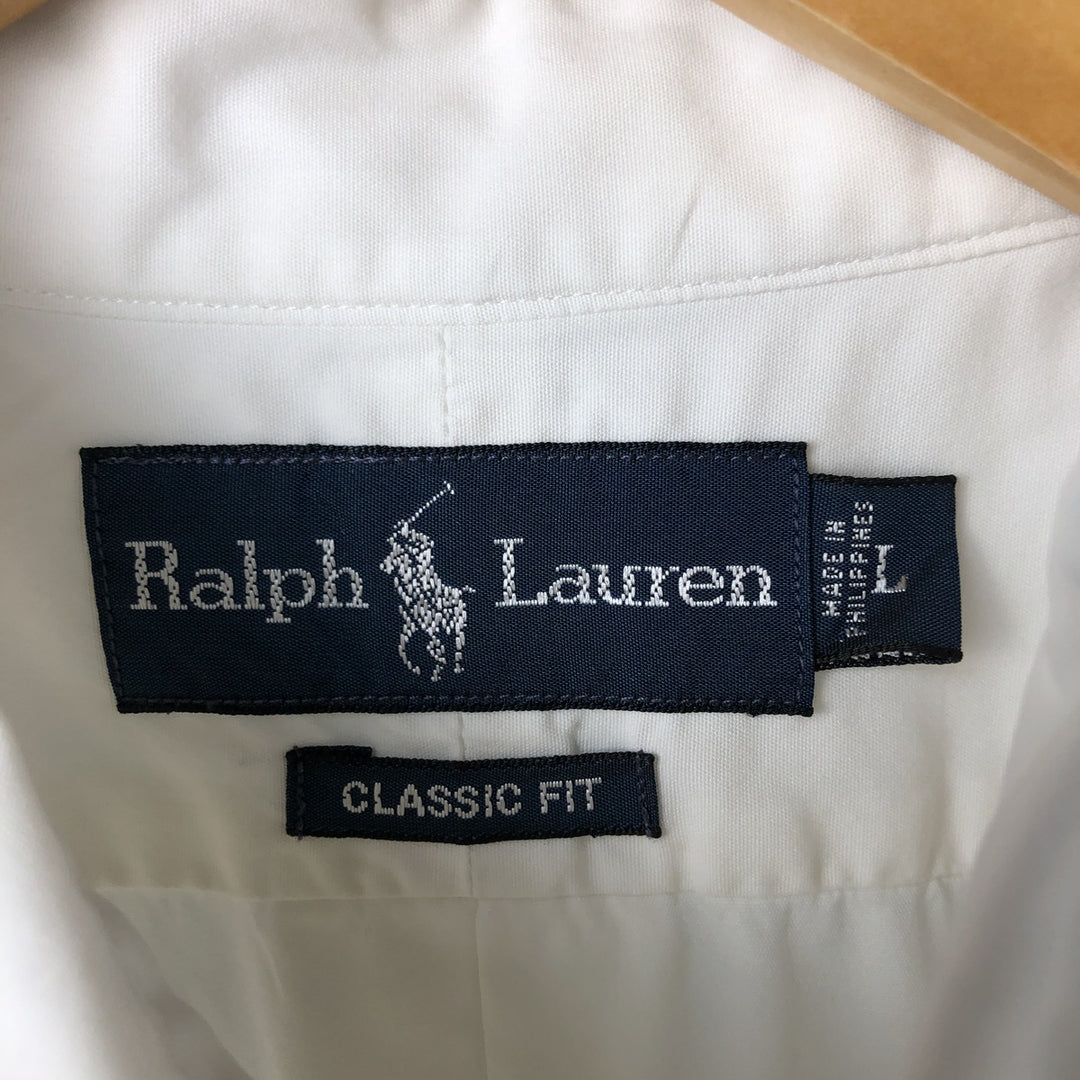 Ralph Lauren
MADE IN
PHILIPPINES
L
CLASSIC FIT